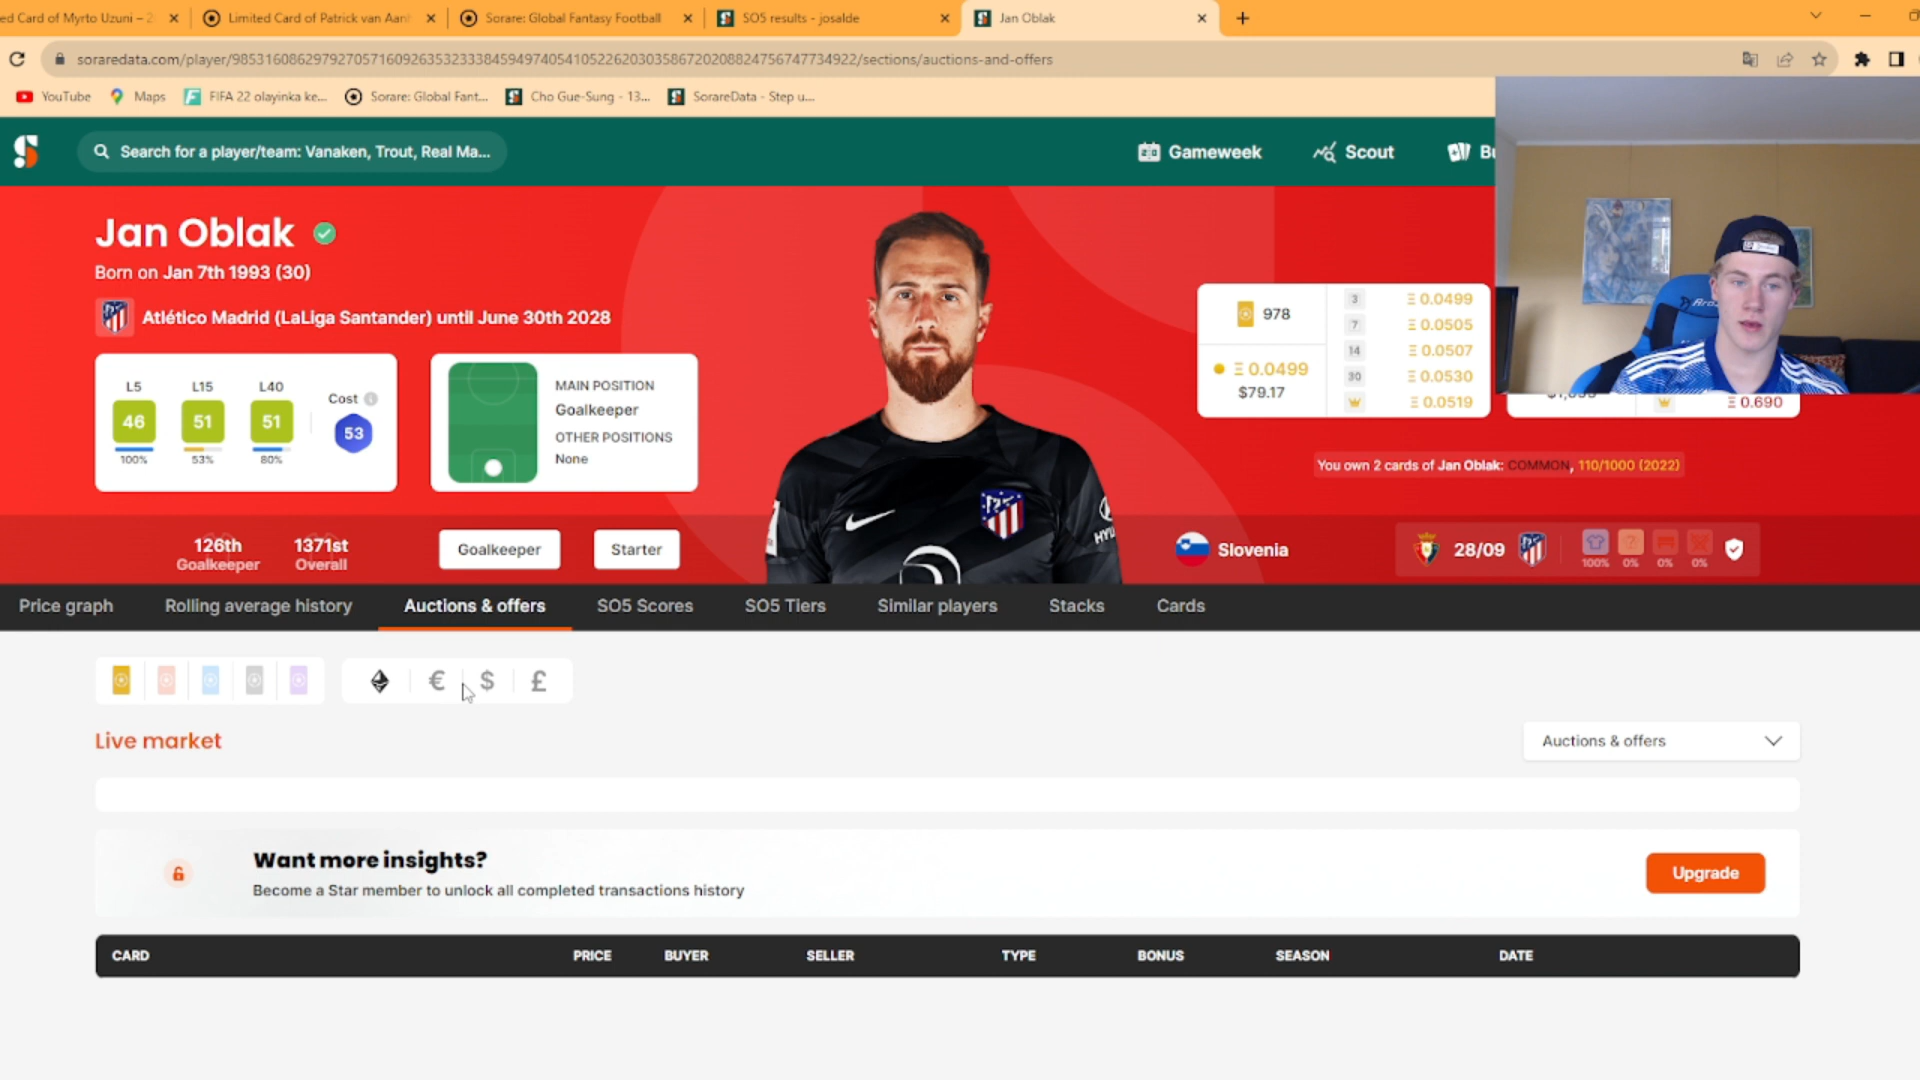 ed Card of Myrto Uzuni – 2
Limited Card of Patrick van Aanh
Sorare: Global Fantasy Football
SO5 results - josalde
Jan Oblak
soraredata.com/player/98531608629792705716092635323338459497405410522620303586720208824756747734922/sections/auctions-and-offers
YouTube
Maps
FIFA 22 olayinka ke...
Sorare: Global Fant...
Cho Gue-Sung - 13...
SorareData - Step u...
Search for a player/team: Vanaken, Trout, Real Ma...
Gameweek
Scout
Jan Oblak
Born on Jan 7th 1993 (30)
Atlético Madrid (LaLiga Santander) until June 30th 2028
L5 L15 L40 Cost
46 51 51 53
100% 53% 80%
MAIN POSITION
Goalkeeper
OTHER POSITIONS
None
978
Ξ 0.0499
$79.17
3 Ξ 0.0499
7 Ξ 0.0505
14 Ξ 0.0507
30 Ξ 0.0530
Ξ 0.0519
Ξ 0.690
You own 2 cards of Jan Oblak: COMMON, 110/1000 (2022)
126th
Goalkeeper
1371st
Overall
Goalkeeper
Starter
Slovenia
28/09
100% 0% 0% 0%
Price graph
Rolling average history
Auctions & offers
SO5 Scores
SO5 Tiers
Similar players
Stacks
Cards
€ $ £
Live market
Auctions & offers
Want more insights?
Become a Star member to unlock all completed transactions history
Upgrade
CARD PRICE BUYER SELLER TYPE BONUS SEASON DATE